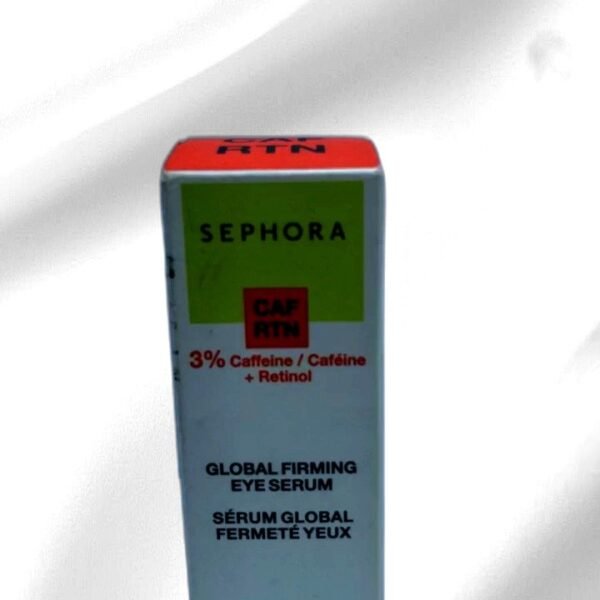 CAF
RTN
SEPHORA
CAF
RTN
3% Caffeine / Caféine
+ Retinol
GLOBAL FIRMING
EYE SERUM
SÉRUM GLOBAL
FERMETÉ YEUX